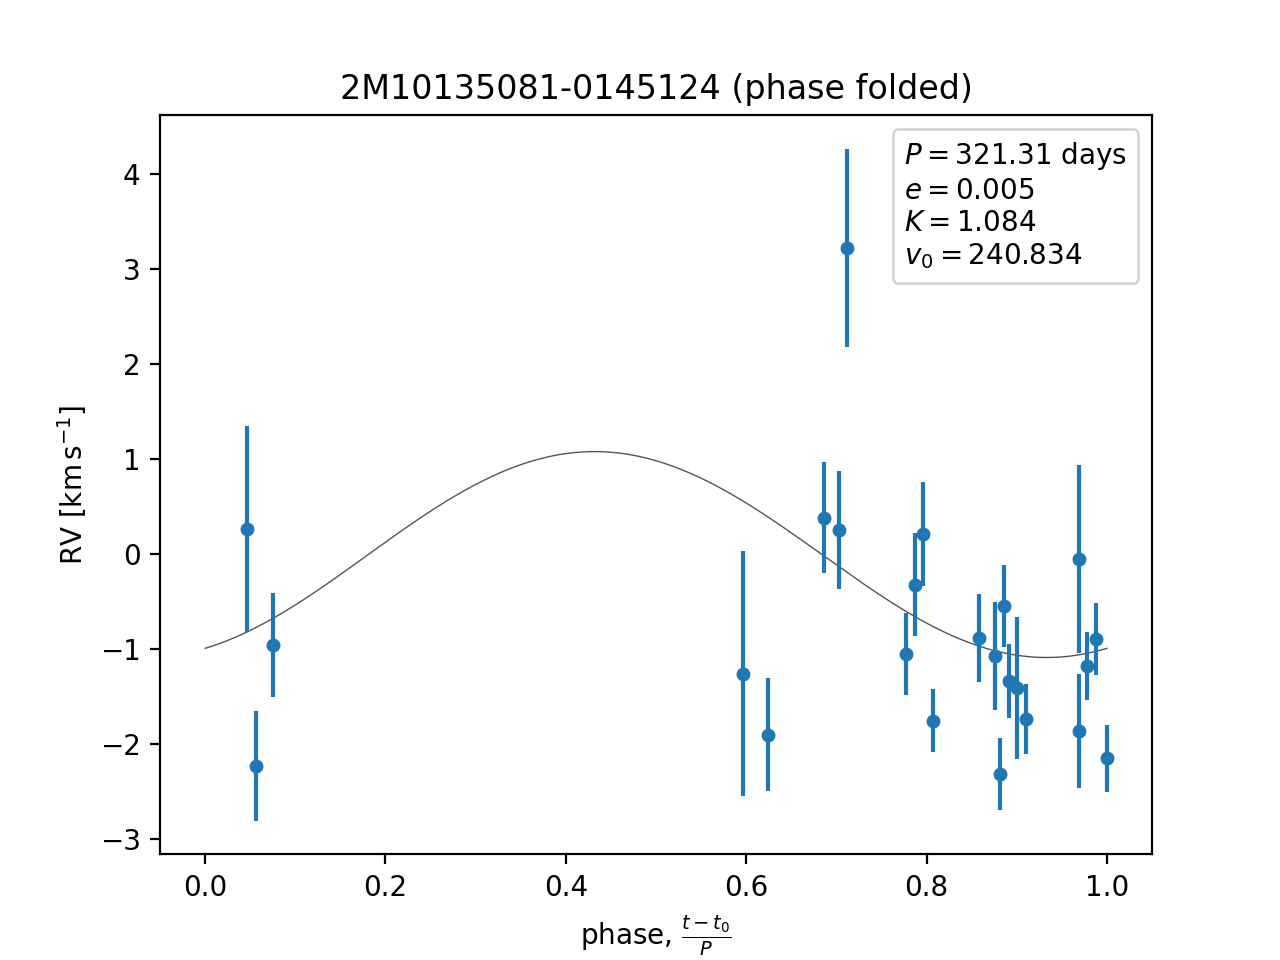 2M10135081-0145124 (phase folded)
P = 321.31 days
e = 0.005
K = 1.084
v₀ = 240.834
4
3
2
1
0
−1
−2
−3
RV [km s⁻¹]
0.0 0.2 0.4 0.6 0.8 1.0
phase, (t − t₀)/P